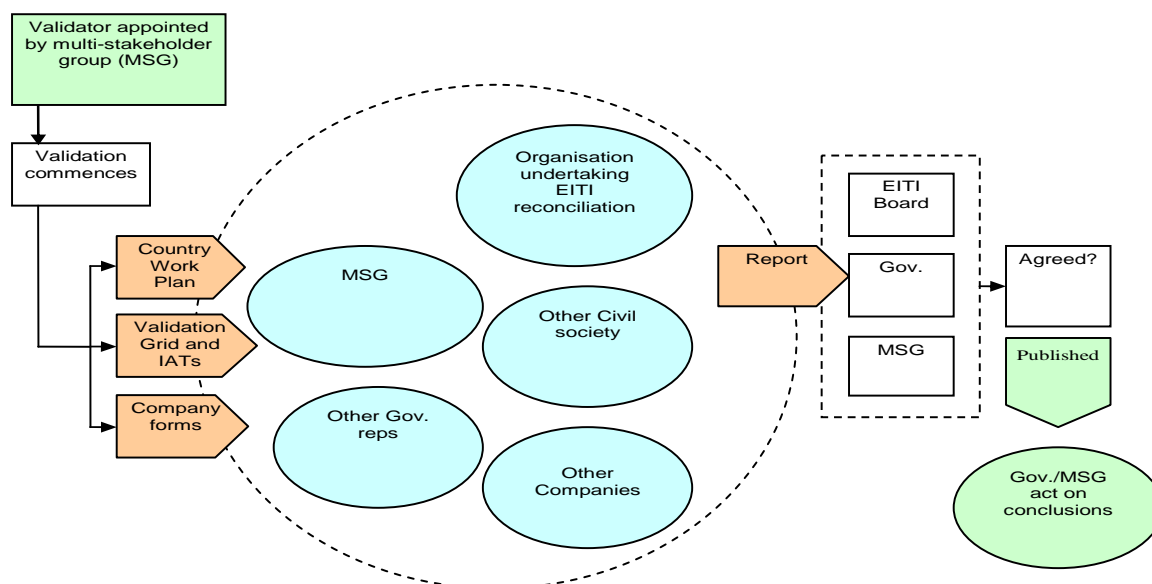 Validator appointed
by multi-stakeholder
group (MSG)
Validation
commences
Country
Work
Plan
Validation
Grid and
IATs
Company
forms
Organisation
undertaking
EITI
reconciliation
MSG
Other Civil
society
Other Gov.
reps
Other
Companies
Report
EITI
Board
Gov.
MSG
Agreed?
Published
Gov./MSG
act on
conclusions